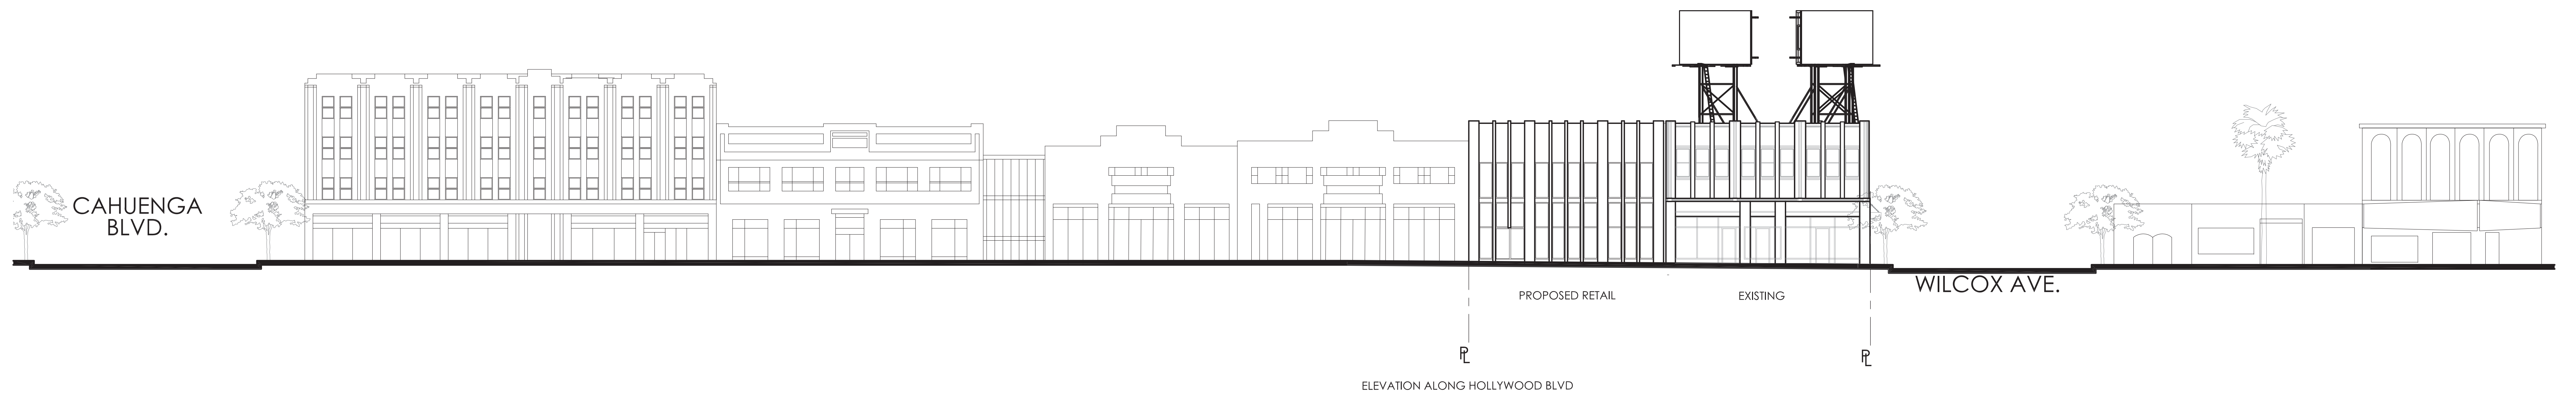 CAHUENGA
BLVD.
WILCOX AVE.
PROPOSED RETAIL
EXISTING
PL
PL
ELEVATION ALONG HOLLYWOOD BLVD